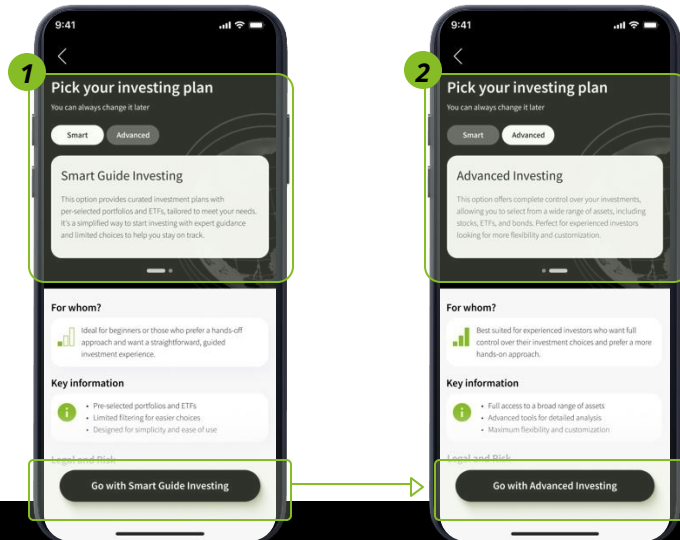 9:41
1
Pick your investing plan
You can always change it later
Smart
Advanced
Smart Guide Investing
This option provides curated investment plans with
per-selected portfolios and ETFs, tailored to meet your needs.
It's a simplified way to start investing with expert guidance
and limited choices to help you stay on track.
For whom?
Ideal for beginners or those who prefer a hands-off
approach and want a straightforward, guided
investment experience.
Key information
• Pre-selected portfolios and ETFs
• Limited filtering for easier choices
• Designed for simplicity and ease of use
Legal and Risk
Go with Smart Guide Investing
9:41
2
Pick your investing plan
You can always change it later
Smart
Advanced
Advanced Investing
This option offers complete control over your investments,
allowing you to select from a wide range of assets, including
stocks, ETFs, and bonds. Perfect for experienced investors
looking for more flexibility and customization.
For whom?
Best suited for experienced investors who want full
control over their investment choices and prefer a more
hands-on approach.
Key information
• Full access to a broad range of assets
• Advanced tools for detailed analysis
• Maximum flexibility and customization
Legal and Risk
Go with Advanced Investing